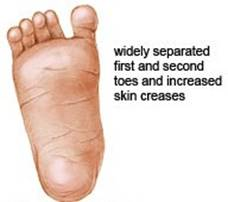 widely separated
first and second
toes and increased
skin creases